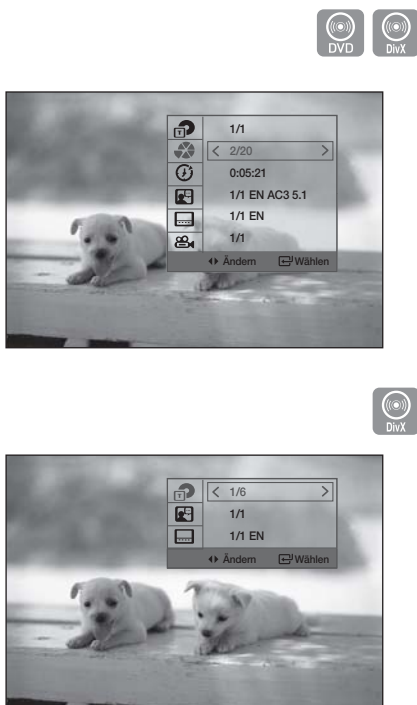 DVD DivX
1/1
2/20
0:05:21
1/1 EN AC3 5.1
1/1 EN
1/1
Ändern Wählen
DivX
T
1/6
1/1
1/1 EN
Ändern Wählen